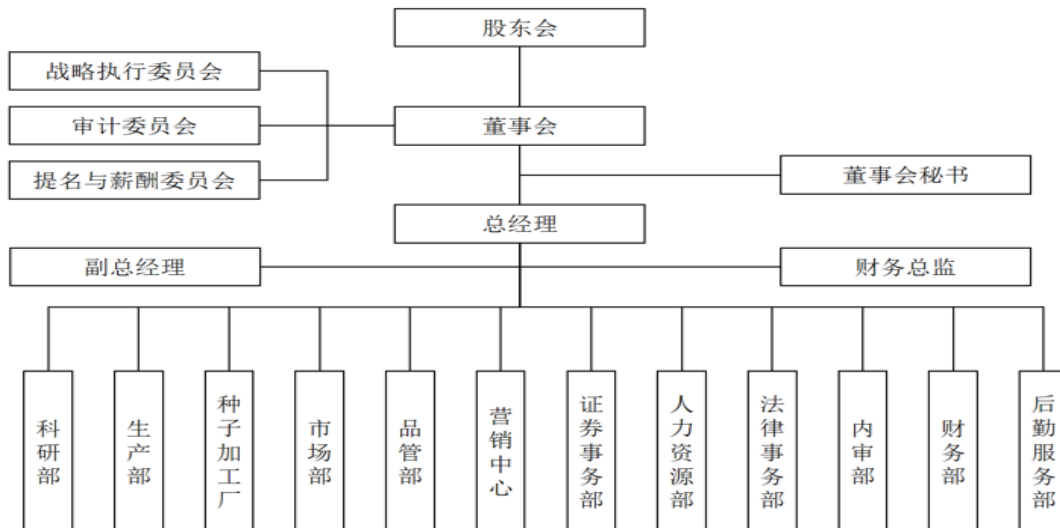 股东会
战略执行委员会
审计委员会
董事会
提名与薪酬委员会
董事会秘书
总经理
副总经理
财务总监
科研部
生产部
种子加工厂
市场部
品管部
营销中心
证券事务部
人力资源部
法律事务部
内审部
财务部
后勤服务部